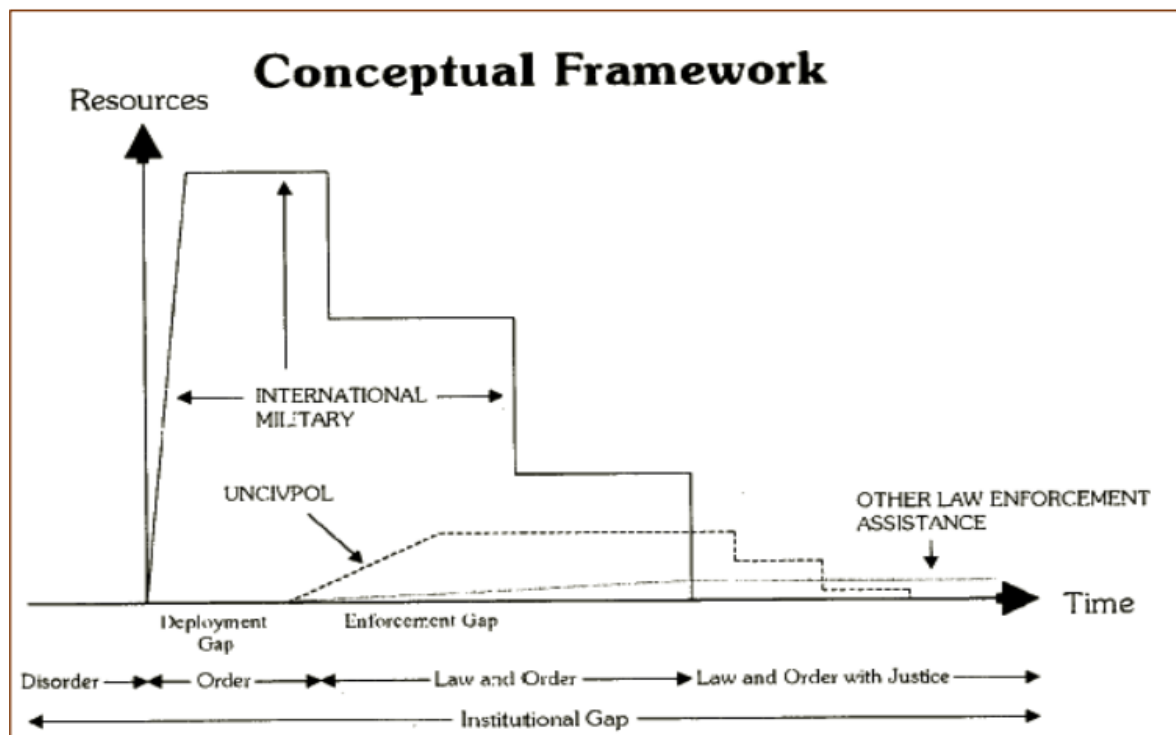 Conceptual Framework
Resources
INTERNATIONAL
MILITARY
UNCIVPOL
OTHER LAW ENFORCEMENT
ASSISTANCE
Time
Deployment
Gap
Enforcement Gap
Disorder
Order
Law and Order
Law and Order with Justice
Institutional Gap